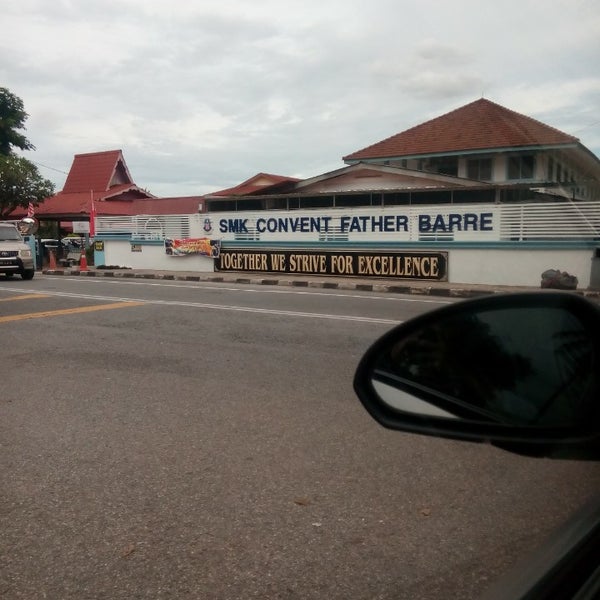 SMK CONVENT FATHER BARRE
TOGETHER WE STRIVE FOR EXCELLENCE